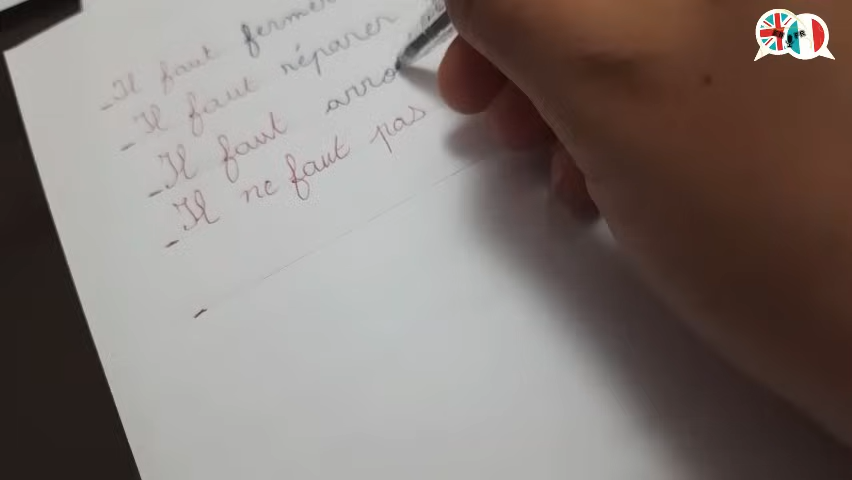 - Il faut fermer
- Il faut réparer
- Il faut arro
- Il ne faut pas
-